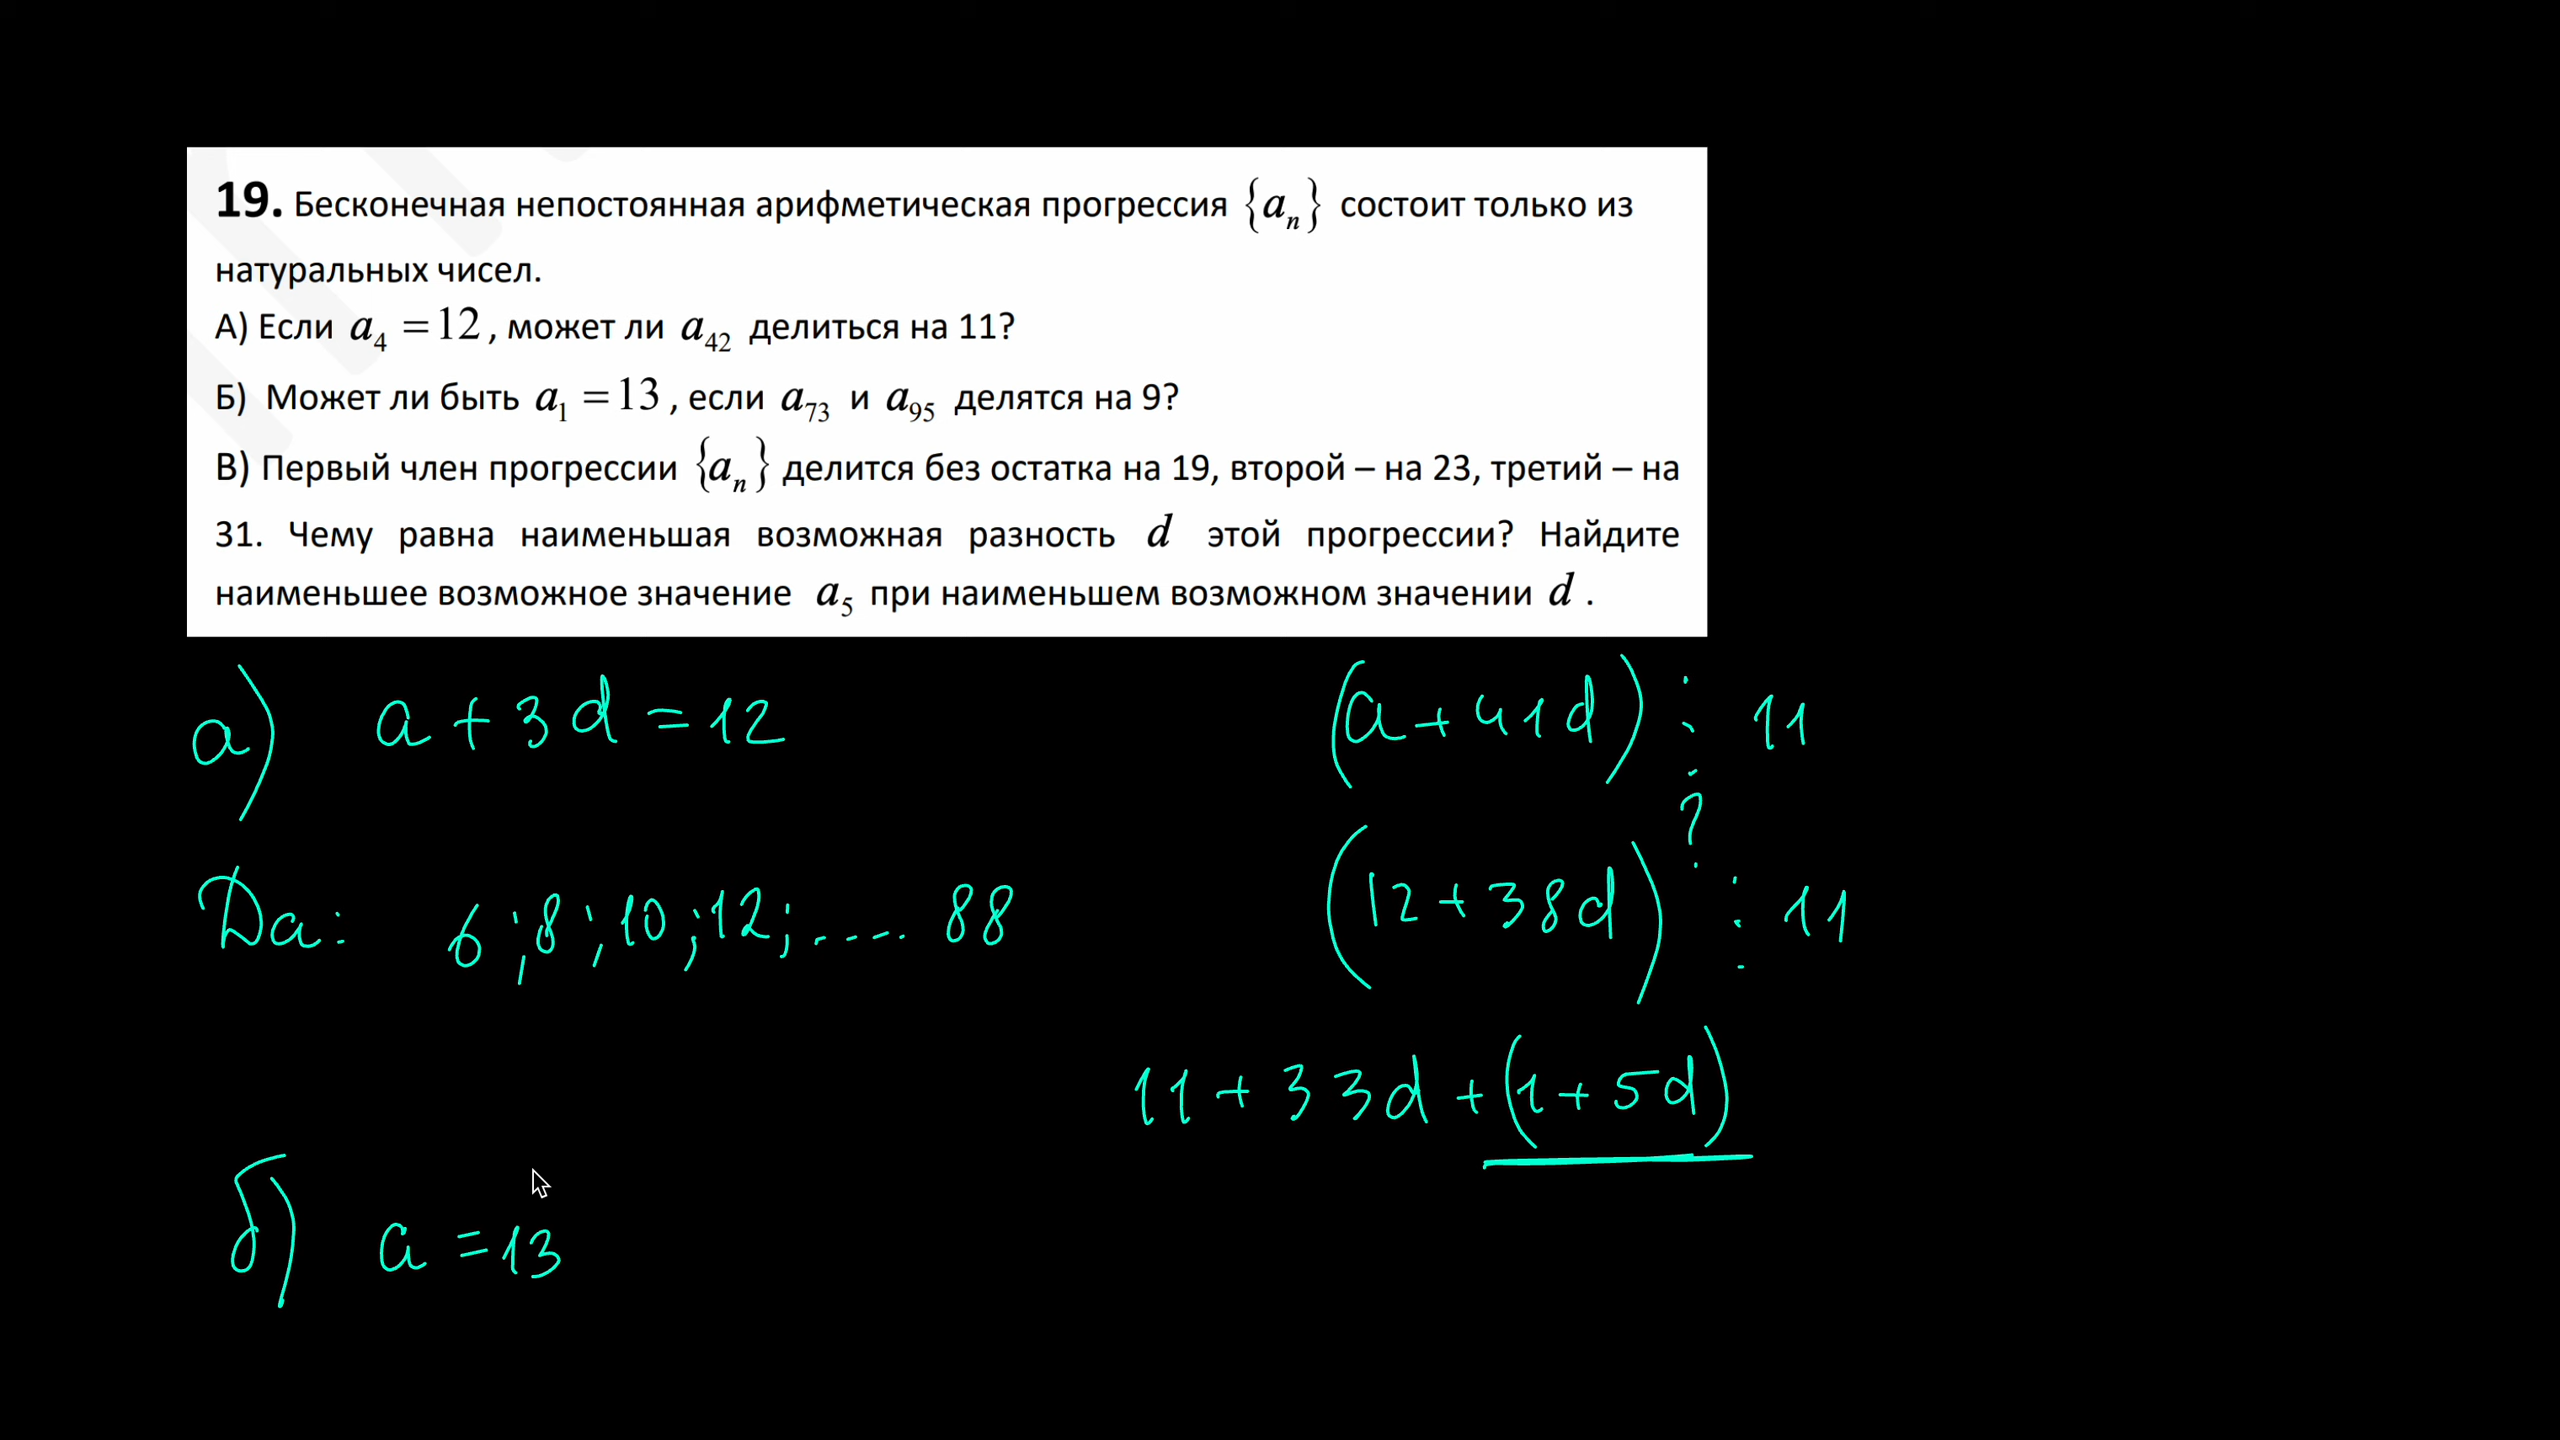 19. Бесконечная непостоянная арифметическая прогрессия {aₙ} состоит только из
натуральных чисел.
А) Если a₄ = 12, может ли a₄₂ делиться на 11?
Б) Может ли быть a₁ = 13, если a₇₃ и a₉₅ делятся на 9?
В) Первый член прогрессии {aₙ} делится без остатка на 19, второй – на 23, третий – на
31. Чему равна наименьшая возможная разность d этой прогрессии? Найдите
наименьшее возможное значение a₅ при наименьшем возможном значении d.
а) a + 3d = 12
(a + 41d) ⋮ 11
?
Да: 6; 8; 10; 12; .... 88
(12 + 38d) ⋮ 11
11 + 33d + (1 + 5d)
б) a = 13